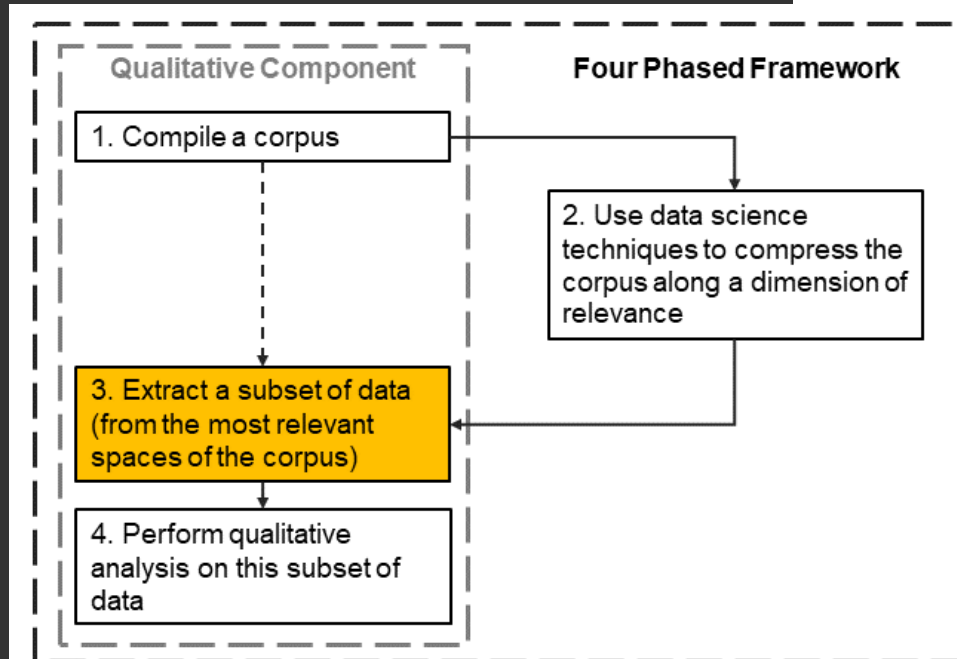 Qualitative Component
Four Phased Framework
1. Compile a corpus
2. Use data science
techniques to compress the
corpus along a dimension of
relevance
3. Extract a subset of data
(from the most relevant
spaces of the corpus)
4. Perform qualitative
analysis on this subset of
data